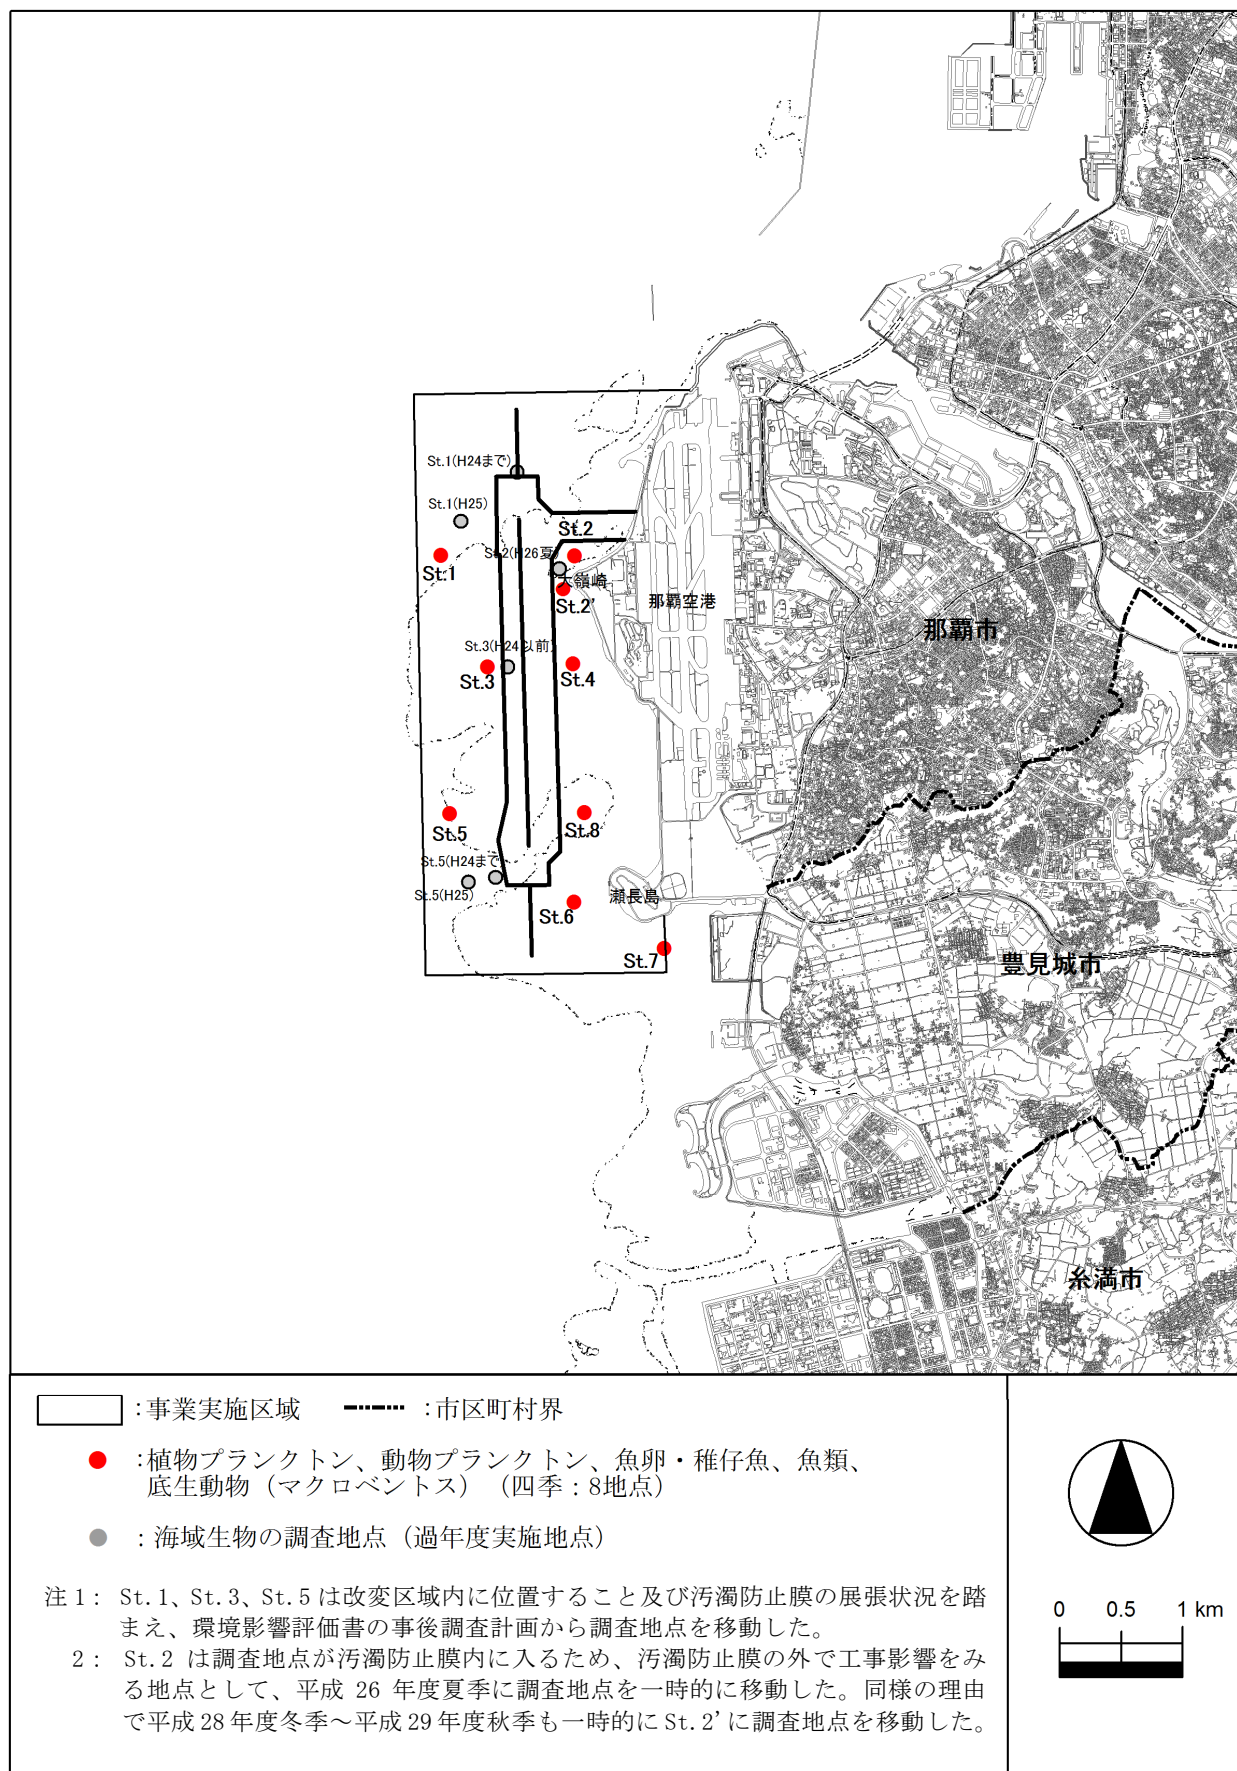 St.1(H24まで)
St.1(H25)
St.2
St.2(H26夏)
St.1
大嶺崎
St.2'
那覇空港
那覇市
St.3(H24以前)
St.3
St.4
St.5
St.8
St.5(H24まで
St.5(H25)
瀬長島
St.6
St.7
豊見城市
糸満市
:事業実施区域
:市区町村界
:植物プランクトン、動物プランクトン、魚卵・稚仔魚、魚類、
底生動物（マクロベントス）（四季：8地点）
：海域生物の調査地点（過年度実施地点）
注1： St.1、St.3、St.5 は改変区域内に位置すること及び汚濁防止膜の展張状況を踏
まえ、環境影響評価書の事後調査計画から調査地点を移動した。
2： St.2 は調査地点が汚濁防止膜内に入るため、汚濁防止膜の外で工事影響をみ
る地点として、平成 26 年度夏季に調査地点を一時的に移動した。同様の理由
で平成28年度冬季～平成29年度秋季も一時的にSt.2’に調査地点を移動した。
0 0.5 1 km